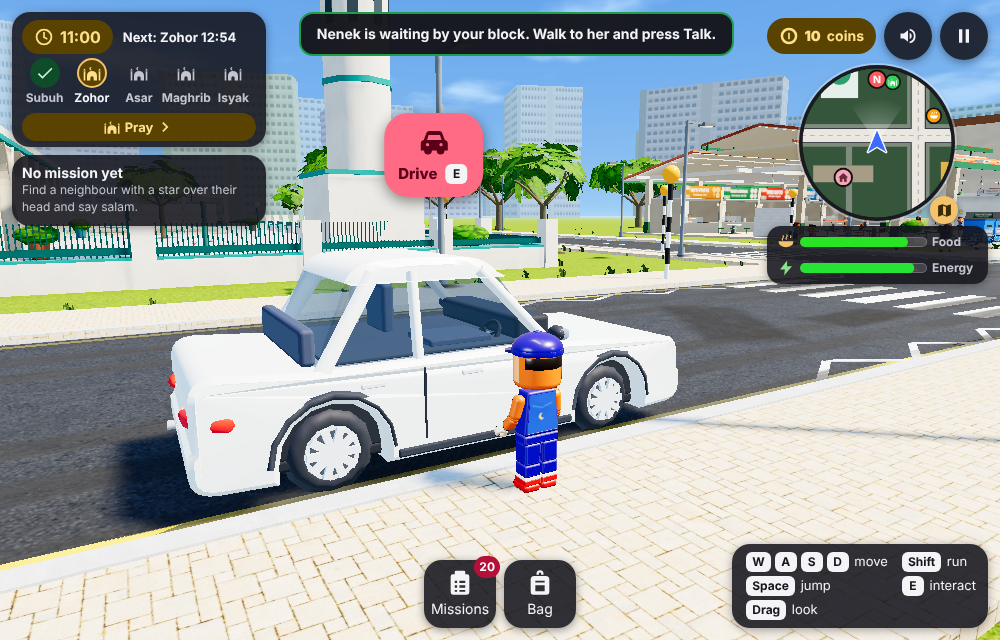 11:00
Next: Zohor 12:54
Subuh
Zohor
Asar
Maghrib
Isyak
Pray
No mission yet
Find a neighbour with a star over their
head and say salam.
Nenek is waiting by your block. Walk to her and press Talk.
10 coins
N
Food
Energy
Drive E
20
Missions
Bag
W A S D move
Shift run
Space jump
E interact
Drag look